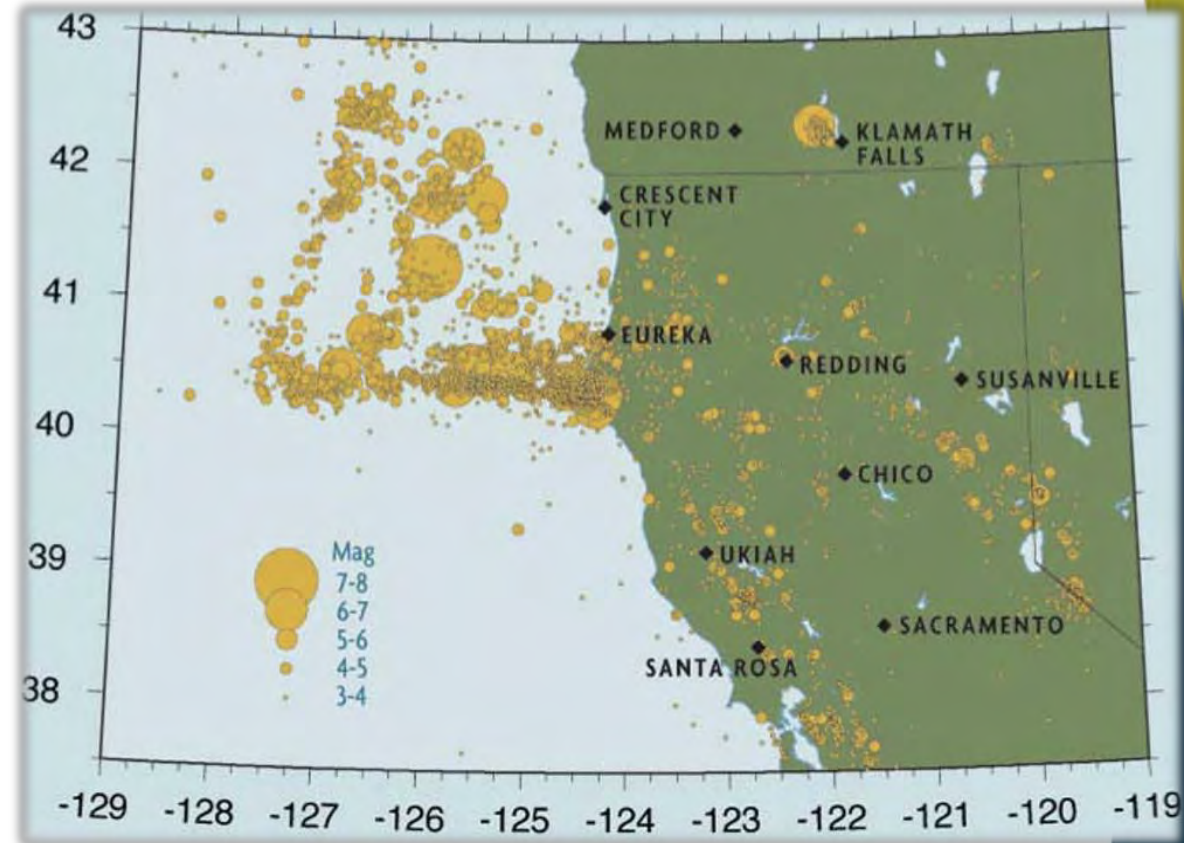 43
42
41
40
39
38
MEDFORD
KLAMATH
FALLS
CRESCENT
CITY
EUREKA
REDDING
SUSANVILLE
CHICO
UKIAH
SACRAMENTO
SANTA ROSA
Mag
7-8
6-7
5-6
4-5
3-4
-129 -128 -127 -126 -125 -124 -123 -122 -121 -120 -119